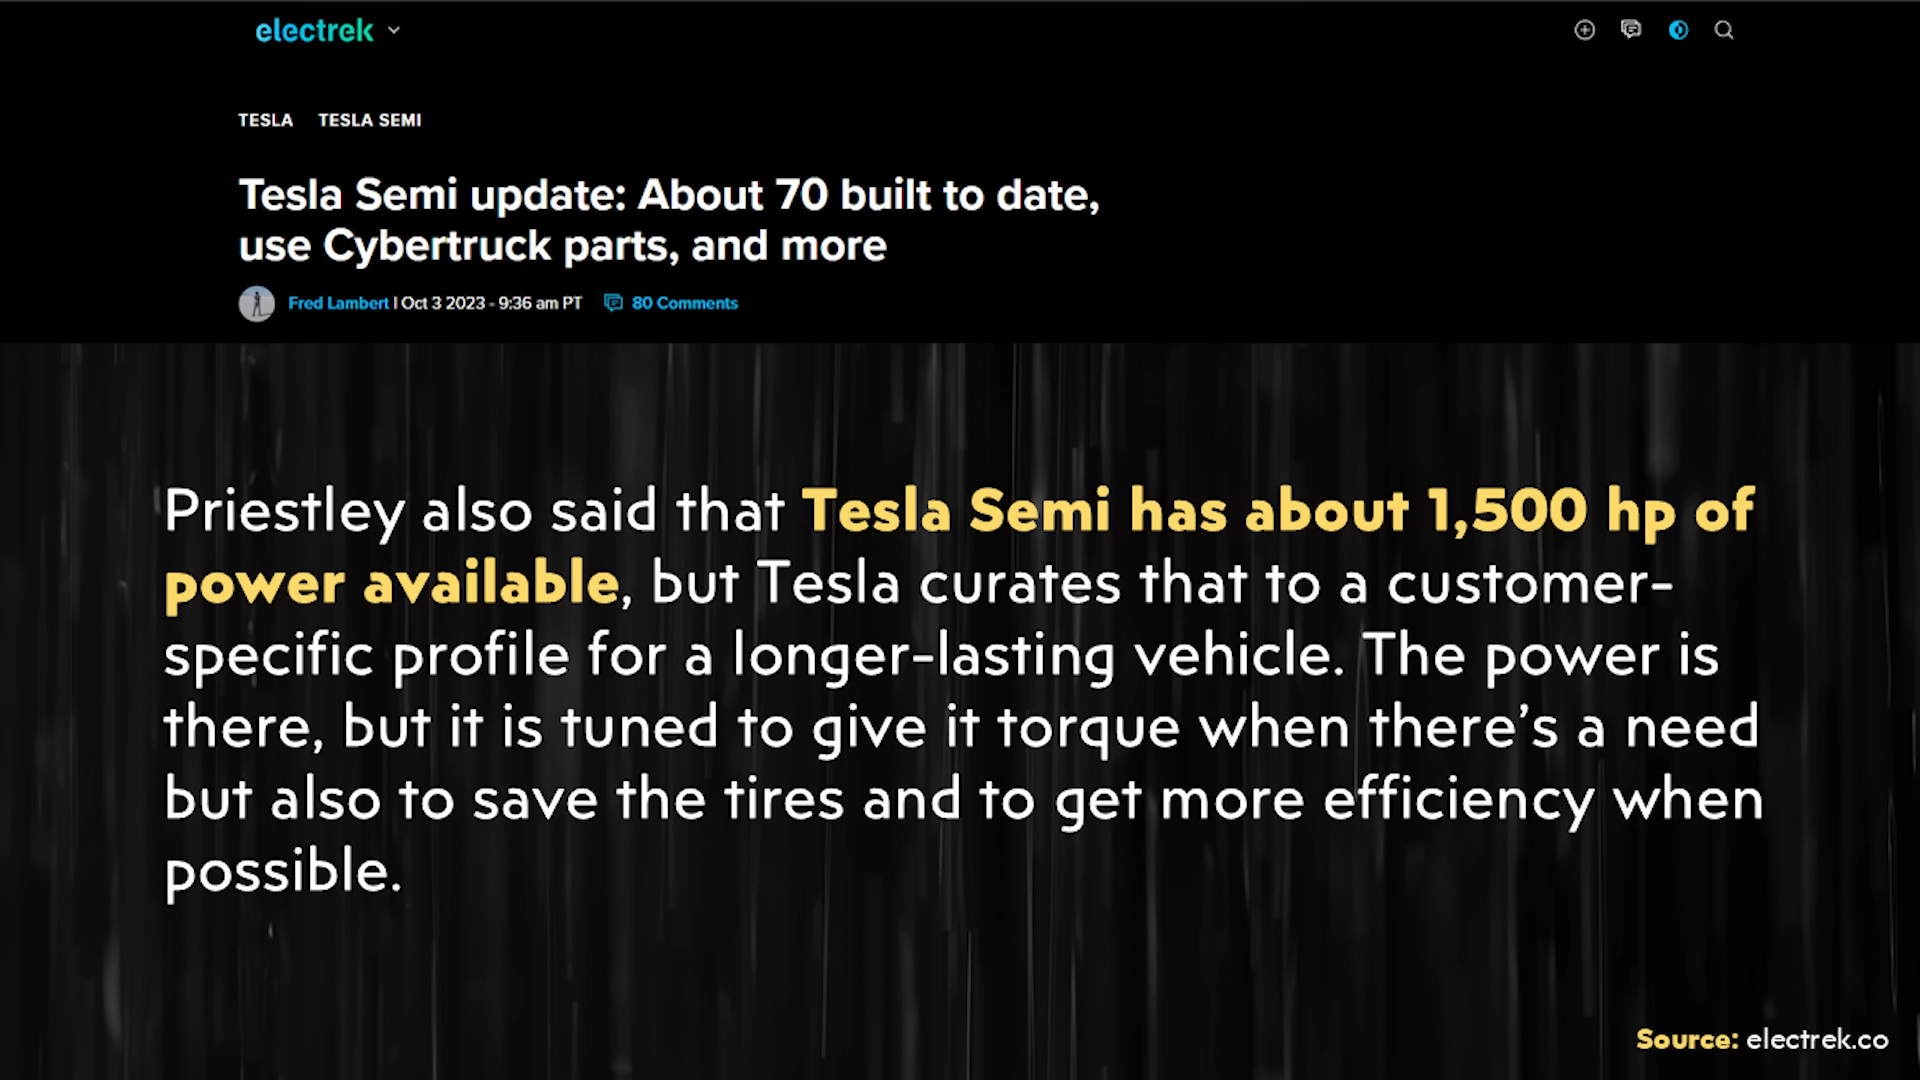 electrek
TESLA TESLA SEMI
Tesla Semi update: About 70 built to date,
use Cybertruck parts, and more
Fred Lambert | Oct 3 2023 - 9:36 am PT 80 Comments
Priestley also said that Tesla Semi has about 1,500 hp of
power available, but Tesla curates that to a customer-
specific profile for a longer-lasting vehicle. The power is
there, but it is tuned to give it torque when there’s a need
but also to save the tires and to get more efficiency when
possible.
Source: electrek.co